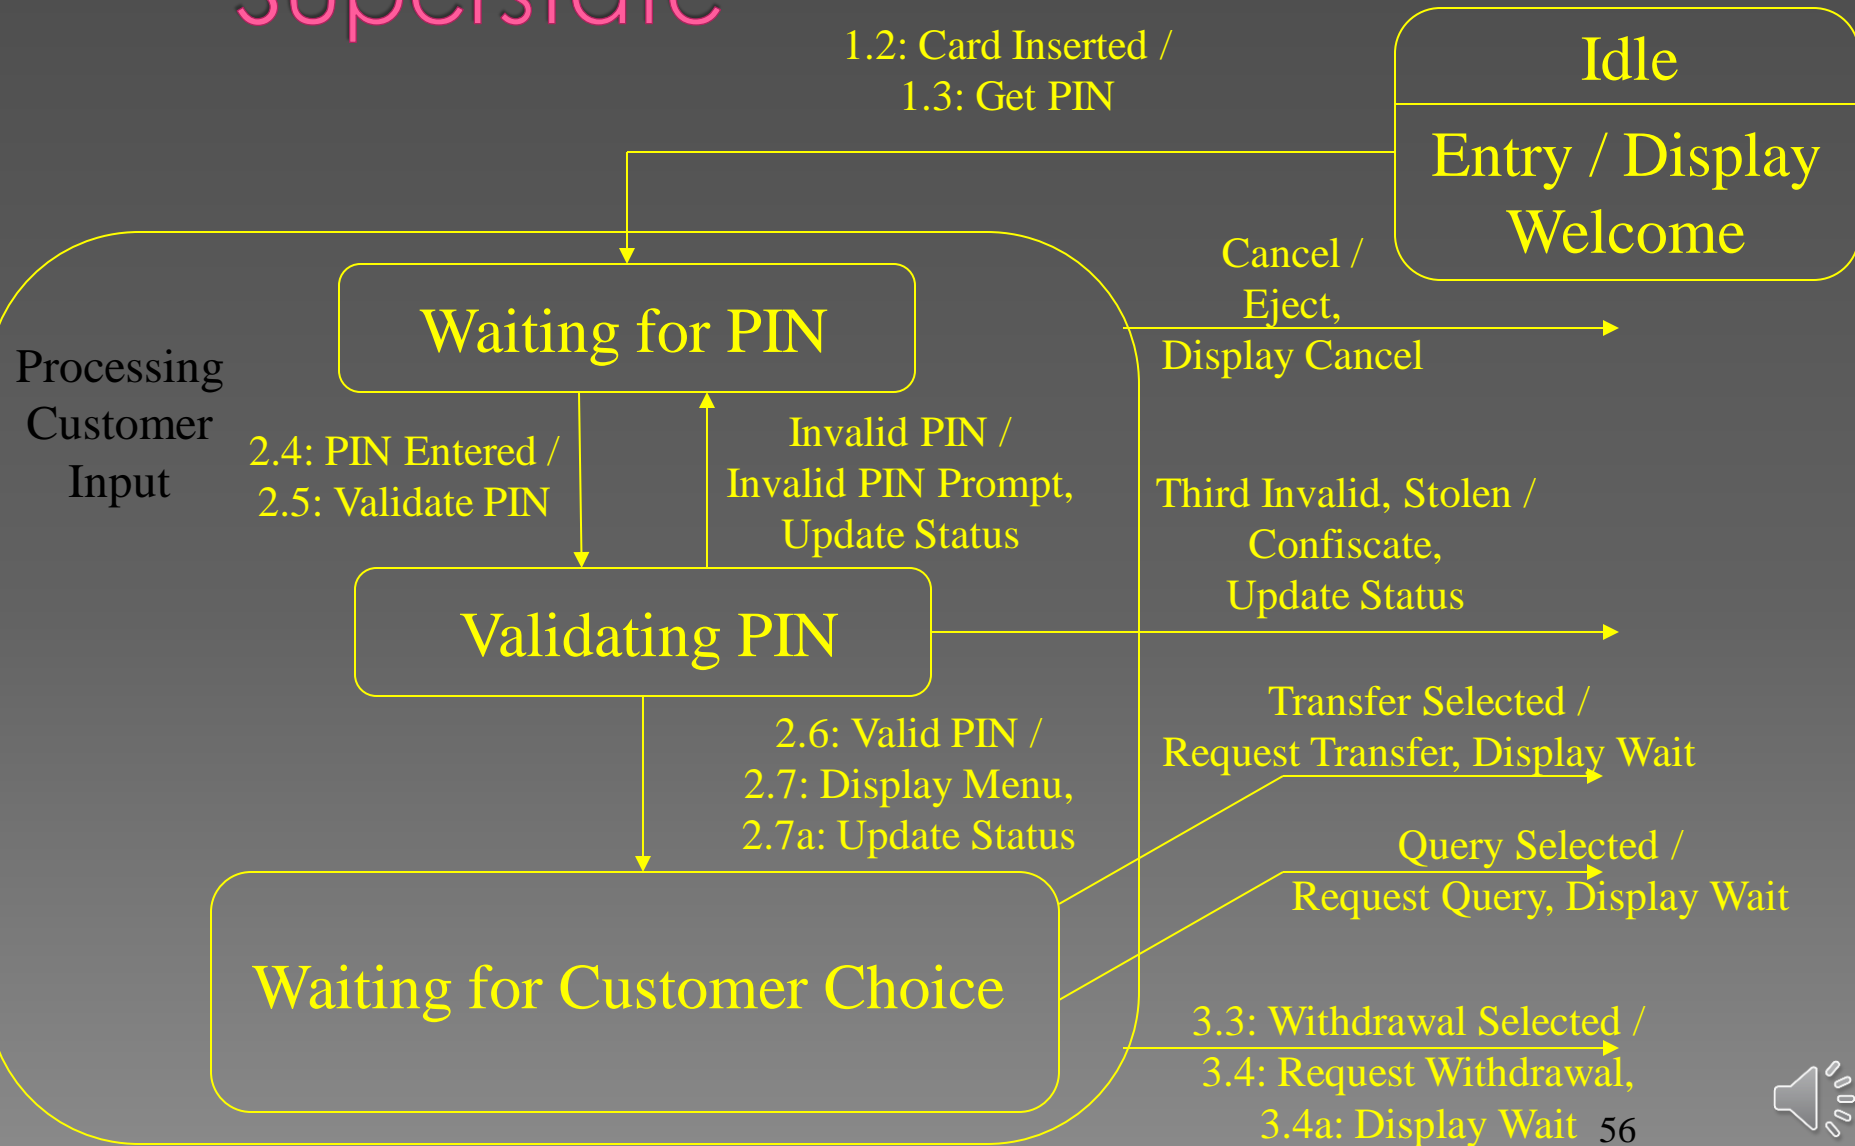 Superstate
1.2: Card Inserted /
1.3: Get PIN
Idle
Entry / Display
Welcome
Cancel /
Eject,
Display Cancel
Waiting for PIN
Processing
Customer
Input
2.4: PIN Entered /
2.5: Validate PIN
Invalid PIN /
Invalid PIN Prompt,
Update Status
Third Invalid, Stolen /
Confiscate,
Update Status
Validating PIN
Transfer Selected /
Request Transfer, Display Wait
2.6: Valid PIN /
2.7: Display Menu,
2.7a: Update Status
Query Selected /
Request Query, Display Wait
Waiting for Customer Choice
3.3: Withdrawal Selected /
3.4: Request Withdrawal,
3.4a: Display Wait
56